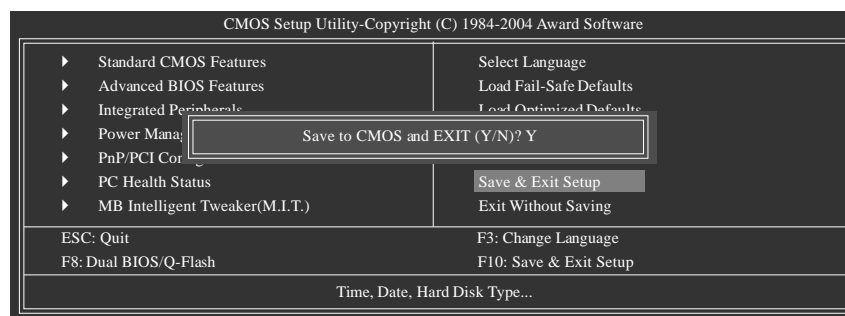 CMOS Setup Utility-Copyright (C) 1984-2004 Award Software
Standard CMOS Features
Advanced BIOS Features
Integrated Peripherals
Power
PnP/PCI
PC Health Status
MB Intelligent Tweaker(M.I.T.)
Select Language
Load Fail-Safe Defaults
Load Optimized Defaults
Save to CMOS and EXIT (Y/N)? Y
Save & Exit Setup
Exit Without Saving
ESC: Quit
F3: Change Language
F8: Dual BIOS/Q-Flash
F10: Save & Exit Setup
Time, Date, Hard Disk Type...